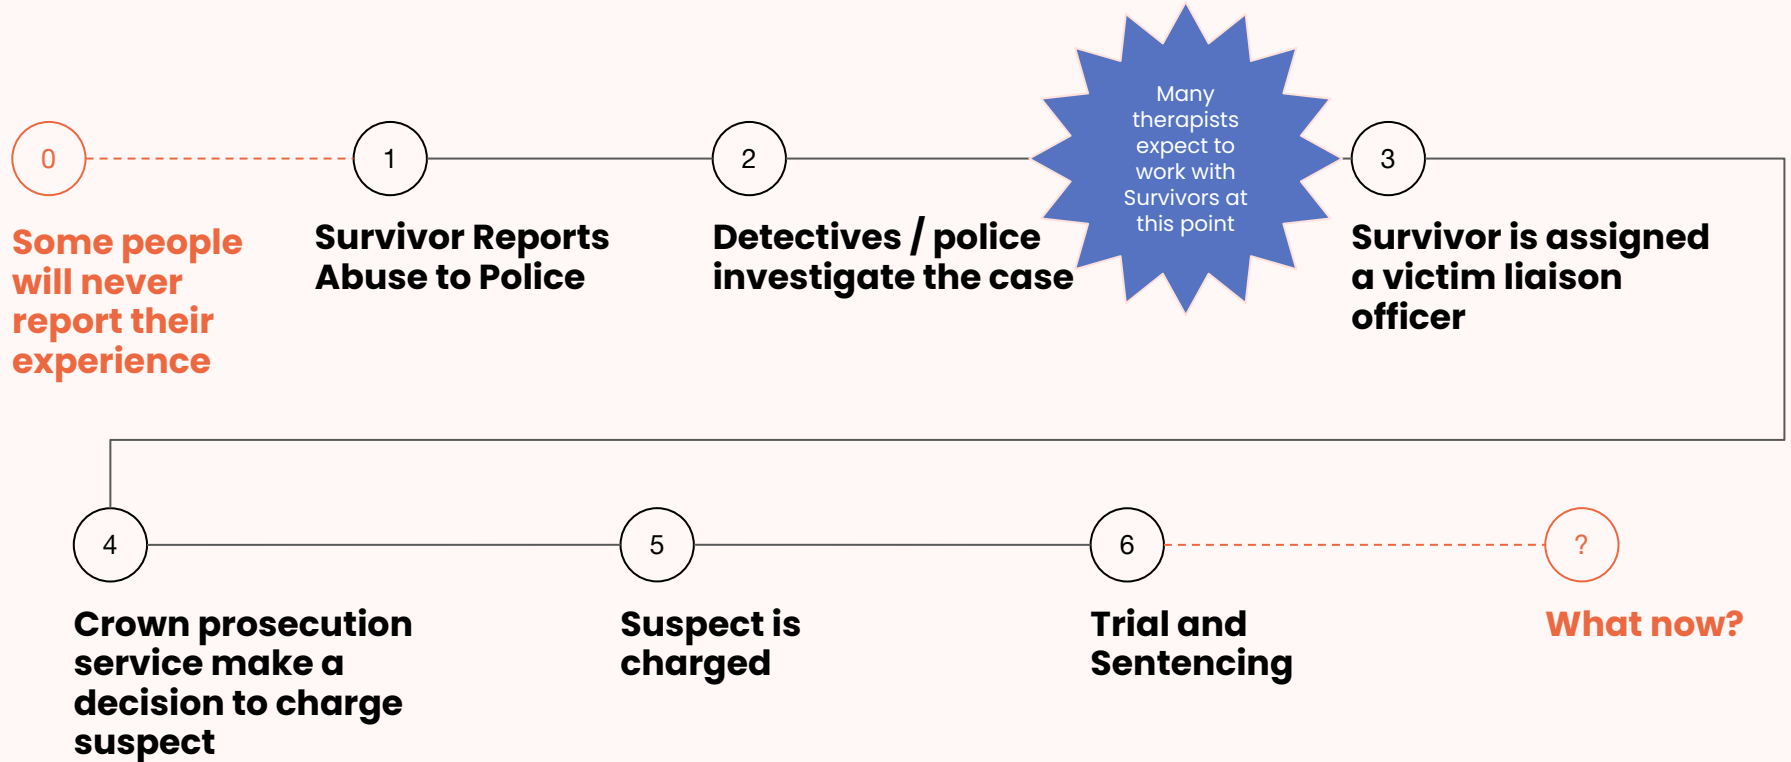 0
1
2
3
Some people
will never
report their
experience
Survivor Reports
Abuse to Police
Detectives / police
investigate the case
Many
therapists
expect to
work with
Survivors at
this point
Survivor is assigned
a victim liaison
officer
4
5
6
?
Crown prosecution
service make a
decision to charge
suspect
Suspect is
charged
Trial and
Sentencing
What now?